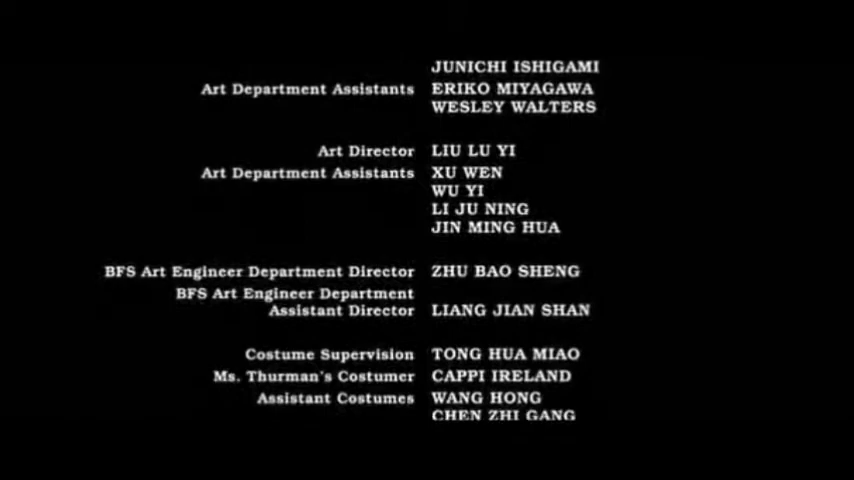 JUNICHI ISHIGAMI
Art Department Assistants ERIKO MIYAGAWA
WESLEY WALTERS
Art Director LIU LU YI
Art Department Assistants XU WEN
WU YI
LI JU NING
JIN MING HUA
BFS Art Engineer Department Director ZHU BAO SHENG
BFS Art Engineer Department
Assistant Director LIANG JIAN SHAN
Costume Supervision TONG HUA MIAO
Ms. Thurman's Costumer CAPPI IRELAND
Assistant Costumes WANG HONG
CHEN ZHI GANG